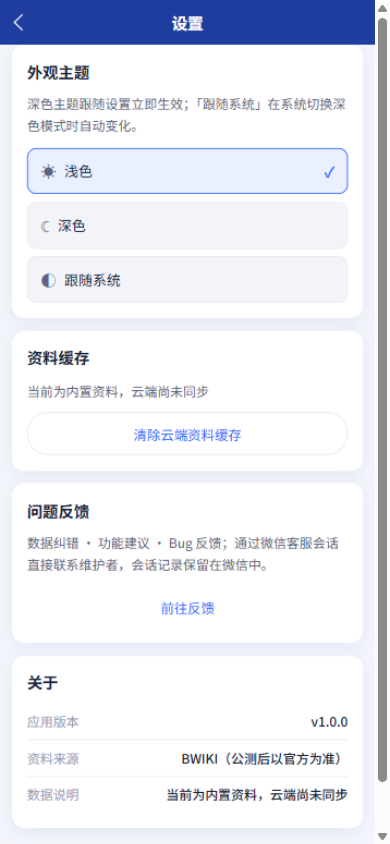 设置
外观主题
深色主题跟随设置立即生效；「跟随系统」在系统切换深
色模式时自动变化。
浅色
深色
跟随系统
资料缓存
当前为内置资料，云端尚未同步
清除云端资料缓存
问题反馈
数据纠错 · 功能建议 · Bug 反馈；通过微信客服会话
直接联系维护者，会话记录保留在微信中。
前往反馈
关于
应用版本 v1.0.0
资料来源 BWIKI（公测后以官方为准）
数据说明 当前为内置资料，云端尚未同步